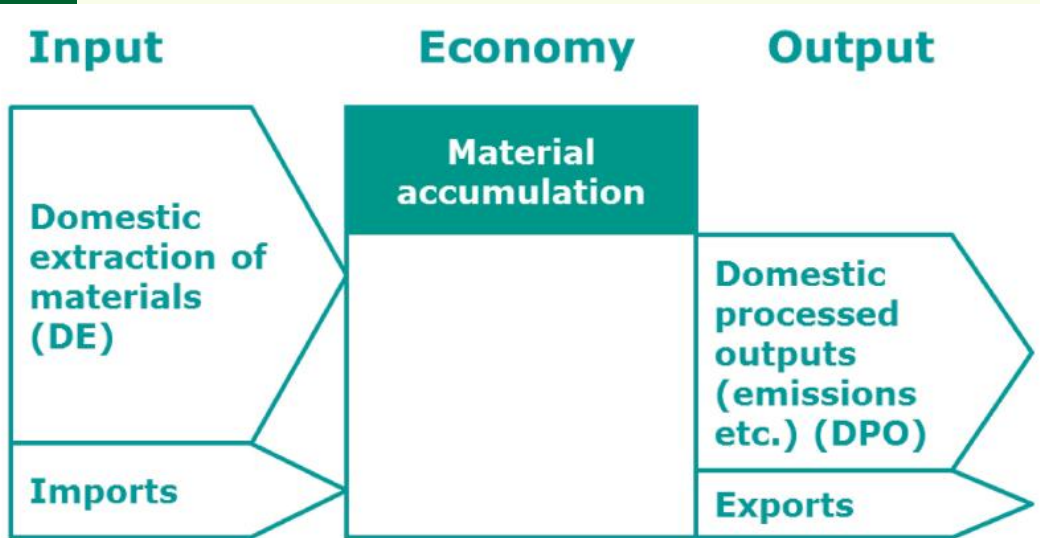 Input
Economy
Output
Material
accumulation
Domestic
extraction of
materials
(DE)
Imports
Domestic
processed
outputs
(emissions
etc.) (DPO)
Exports